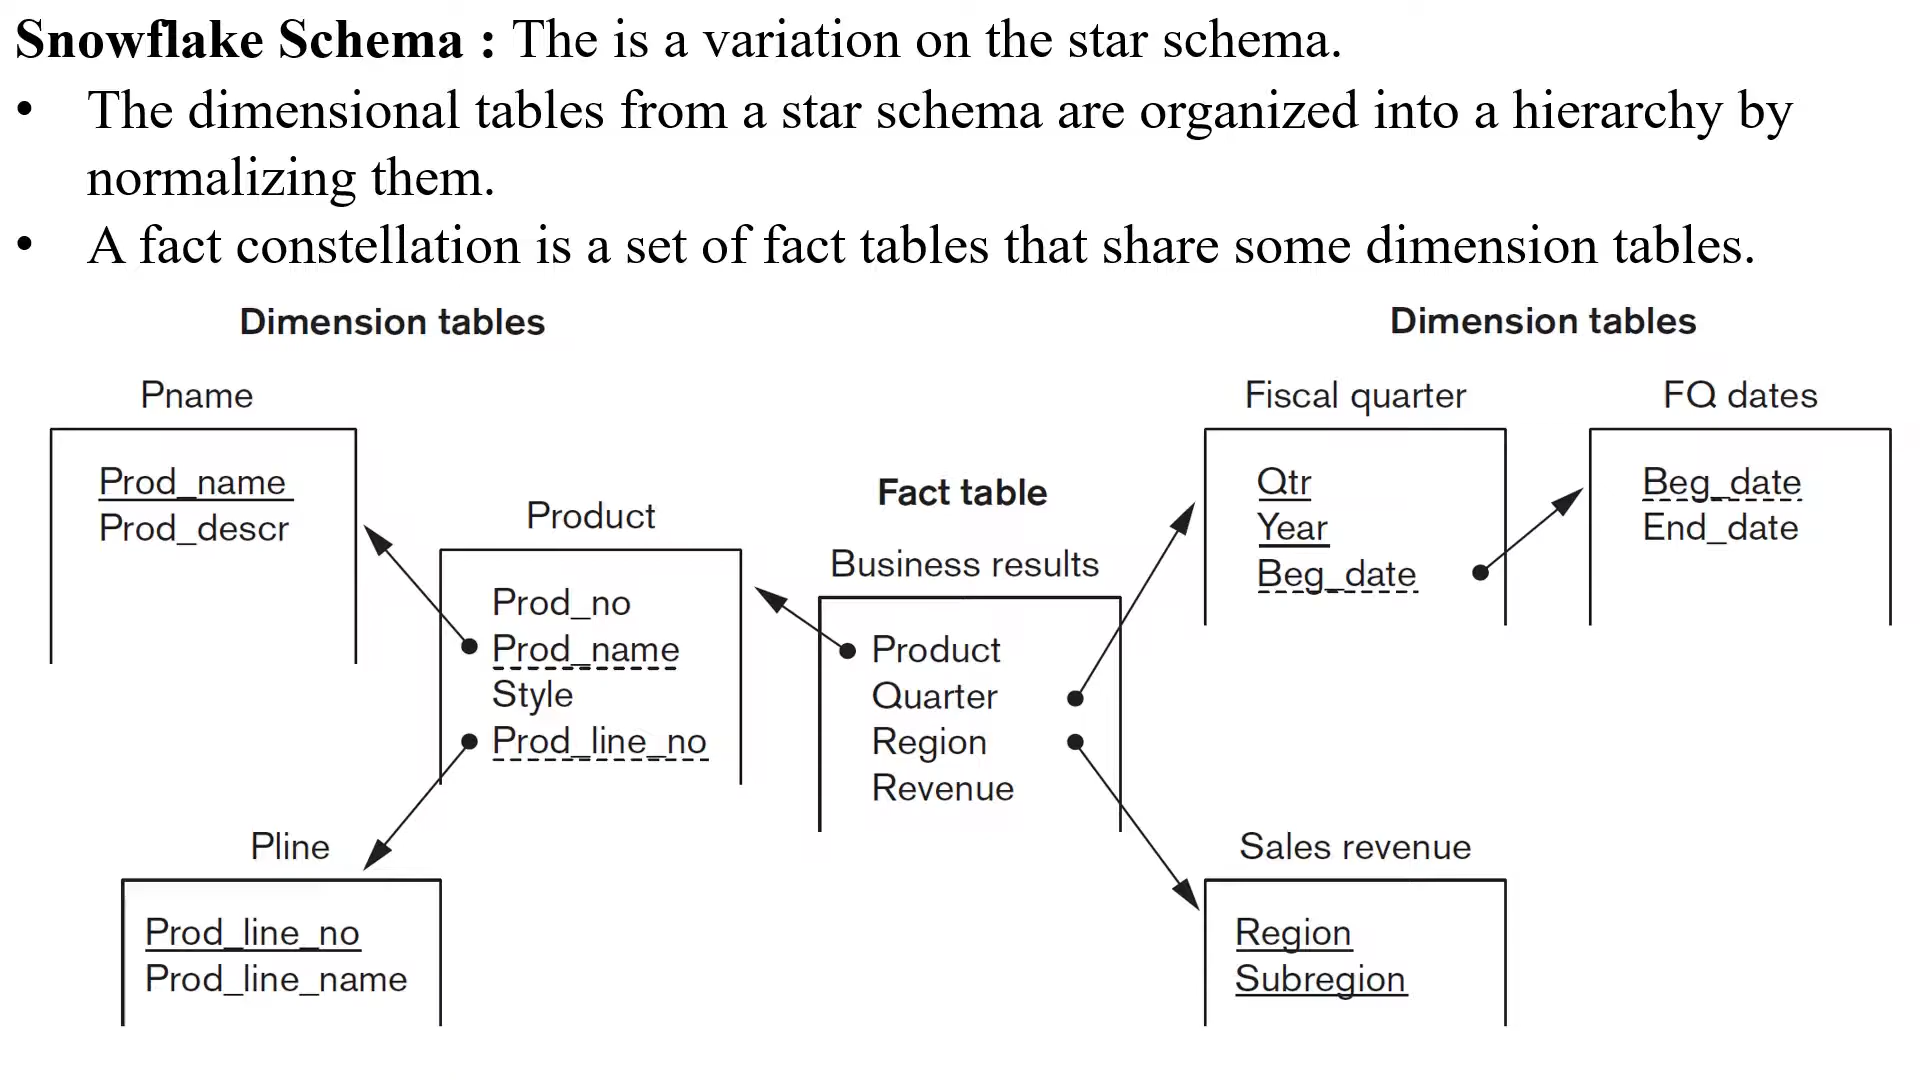 Snowflake Schema : The is a variation on the star schema.
• The dimensional tables from a star schema are organized into a hierarchy by
normalizing them.
• A fact constellation is a set of fact tables that share some dimension tables.
Dimension tables
Dimension tables
Pname
Prod_name
Prod_descr
Product
Prod_no
Prod_name
Style
Prod_line_no
Pline
Prod_line_no
Prod_line_name
Fact table
Business results
Product
Quarter
Region
Revenue
Fiscal quarter
Qtr
Year
Beg_date
FQ dates
Beg_date
End_date
Sales revenue
Region
Subregion